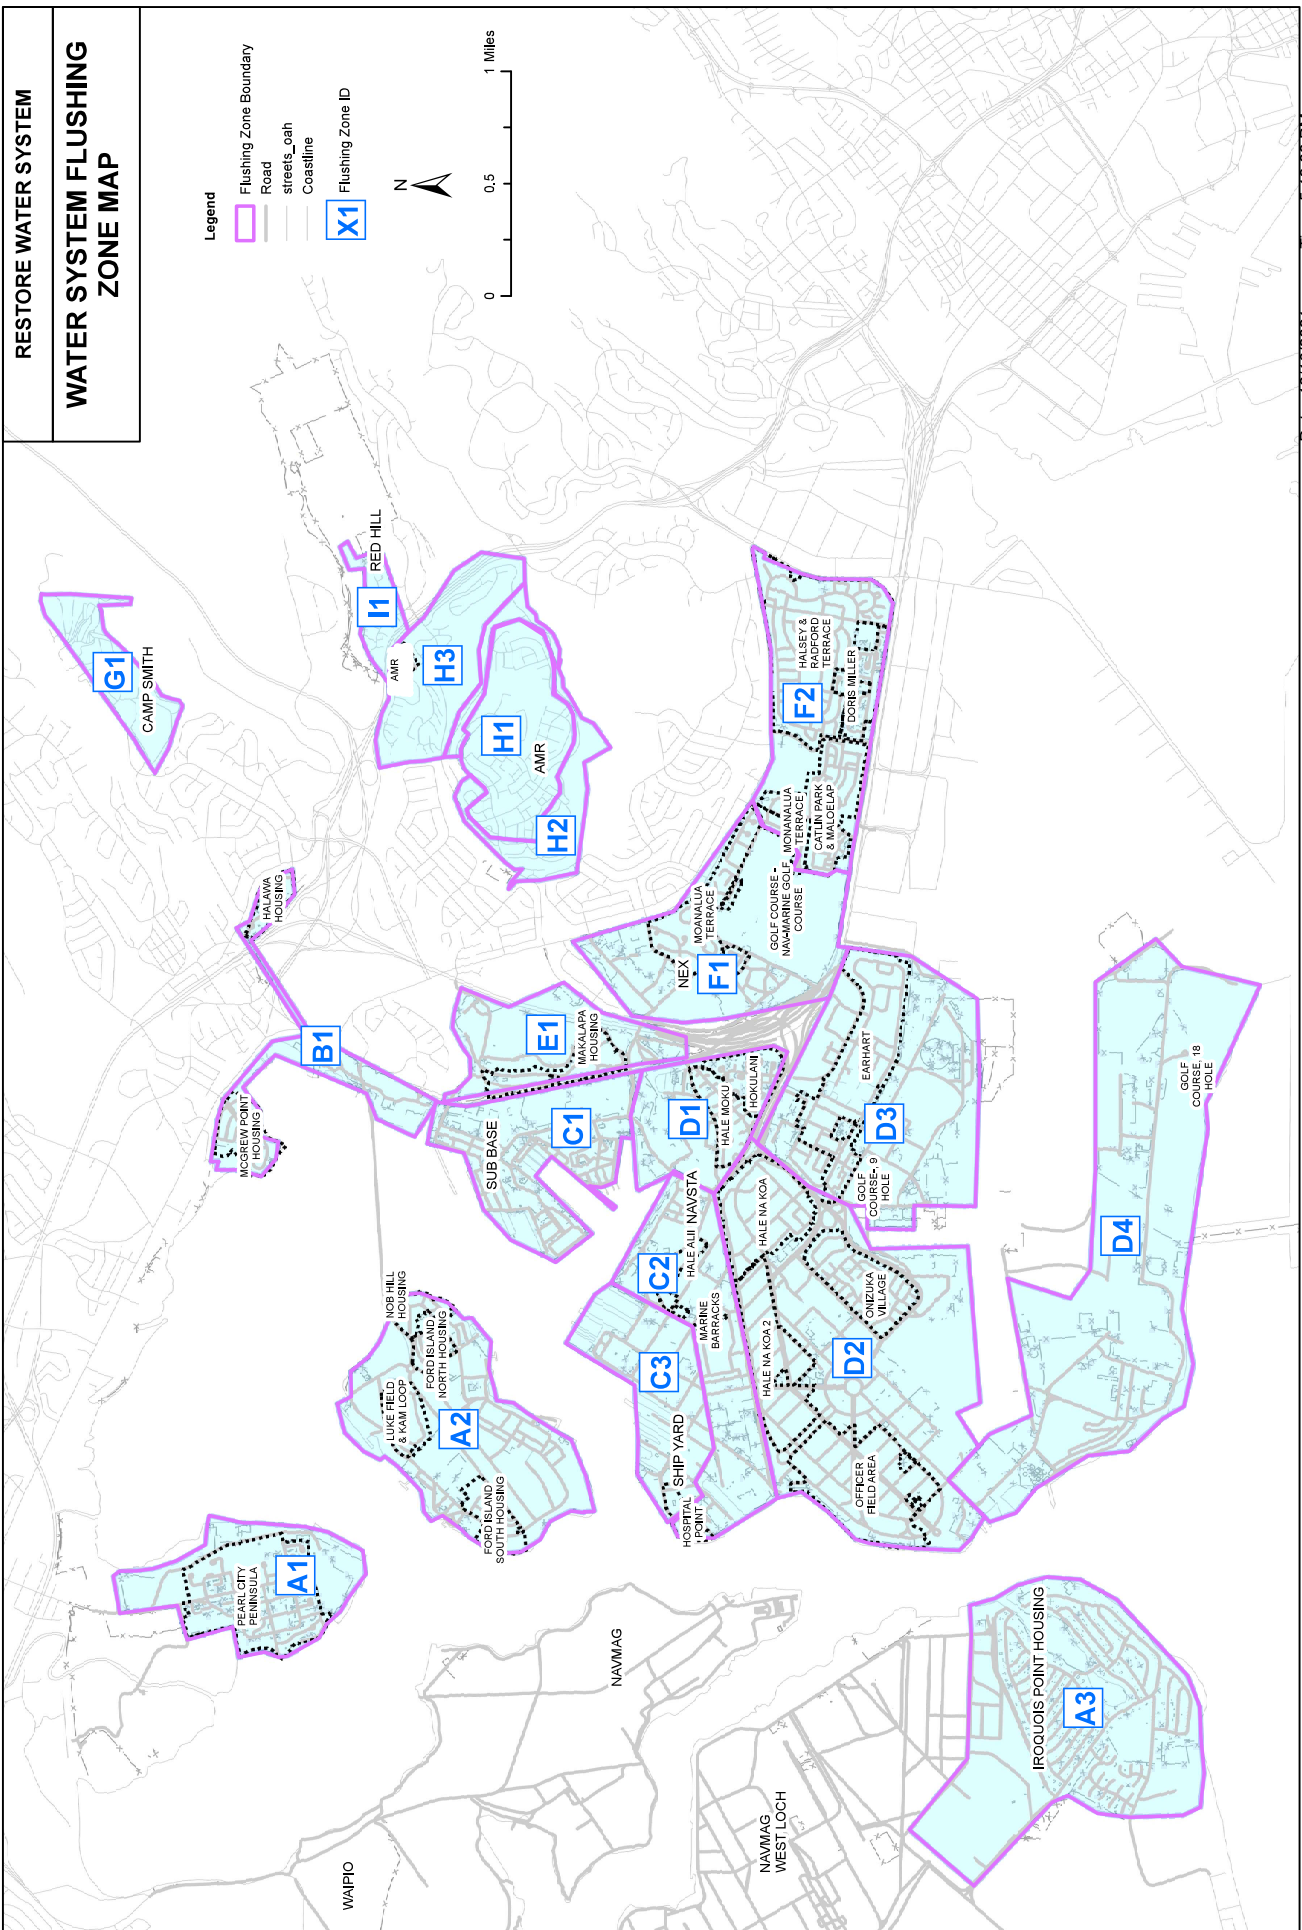 RESTORE WATER SYSTEM
WATER SYSTEM FLUSHING
ZONE MAP
Legend
Flushing Zone Boundary
Road
streets_oah
Coastline
X1
Flushing Zone ID
N
0
0.5
1 Miles
G1
CAMP SMITH
I1
RED HILL
AMR
H3
H1
AMR
H2
HALAWA
HOUSING
B1
MCGREW POINT
HOUSING
E1
MAKALAPA
HOUSING
SUB BASE
C1
D1
HALE MOKU
HOKULANI
NEX
F1
MOANALUA
TERRACE
GOLF COURSE -
NAV-MARINE GOLF
COURSE
MONANALUA
TERRACE
CATLIN PARK
& MALOELAP
F2
HALSEY &
RADFORD
TERRACE
DORIS MILLER
EARHART
D3
GOLF
COURSE-, 9
HOLE
NAVSTA
HALE ALII
C2
MARINE
BARRACKS
C3
SHIP YARD
HOSPITAL
POINT
HALE NA KOA
HALE NA KOA 2
ONIZUKA
VILLAGE
D2
OFFICER
FIELD AREA
D4
GOLF
COURSE, 18
HOLE
NOB HILL
HOUSING
FORD ISLAND
NORTH HOUSING
LUKE FIELD
& KAM LOOP
A2
FORD ISLAND
SOUTH HOUSING
PEARL CITY
PENINSULA
A1
NAVMAG
WAIPIO
NAVMAG
WEST LOCH
IROQUOIS POINT HOUSING
A3